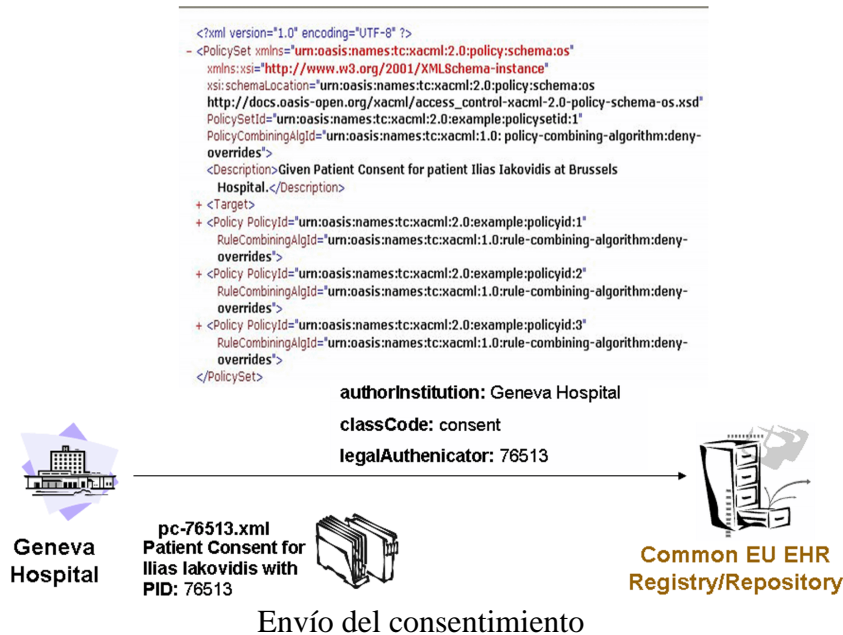 <?xml version="1.0" encoding="UTF-8" ?>
- <PolicySet xmlns="urn:oasis:names:tc:xacml:2.0:policy:schema:os"
xmlns:xsi="http://www.w3.org/2001/XMLSchema-instance"
xsi:schemaLocation="urn:oasis:names:tc:xacml:2.0:policy:schema:os
http://docs.oasis-open.org/xacml/access_control-xacml-2.0-policy-schema-os.xsd"
PolicySetId="urn:oasis:names:tc:xacml:2.0:example:policysetid:1"
PolicyCombiningAlgId="urn:oasis:names:tc:xacml:1.0: policy-combining-algorithm:deny-
overrides">
<Description>Given Patient Consent for patient Ilias Iakovidis at Brussels
Hospital.</Description>
+ <Target>
+ <Policy PolicyId="urn:oasis:names:tc:xacml:2.0:example:policyid:1"
RuleCombiningAlgId="urn:oasis:names:tc:xacml:1.0:rule-combining-algorithm:deny-
overrides">
+ <Policy PolicyId="urn:oasis:names:tc:xacml:2.0:example:policyid:2"
RuleCombiningAlgId="urn:oasis:names:tc:xacml:1.0:rule-combining-algorithm:deny-
overrides">
+ <Policy PolicyId="urn:oasis:names:tc:xacml:2.0:example:policyid:3"
RuleCombiningAlgId="urn:oasis:names:tc:xacml:1.0:rule-combining-algorithm:deny-
overrides">
</PolicySet>
authorInstitution: Geneva Hospital
classCode: consent
legalAuthenicator: 76513
Geneva
Hospital
pc-76513.xml
Patient Consent for
Ilias Iakovidis with
PID: 76513
Common EU EHR
Registry/Repository
Envío del consentimiento